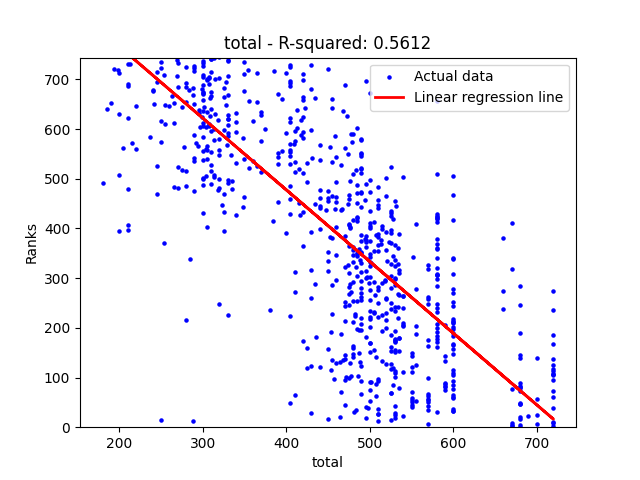 total - R-squared: 0.5612
Actual data
Linear regression line
Ranks
700
600
500
400
300
200
100
0
200 300 400 500 600 700
total